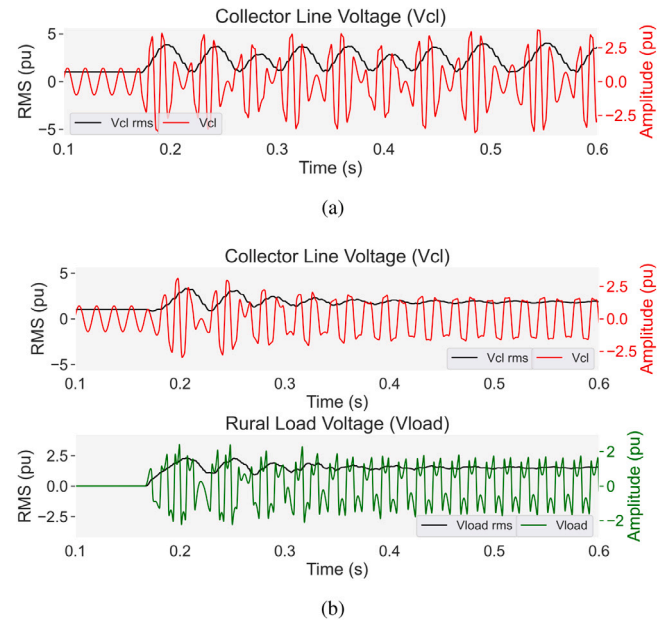 Collector Line Voltage (Vcl)
RMS (pu)
5
0
−5
Vcl rms
Vcl
2.5
0.0
−2.5
Amplitude (pu)
0.1 0.2 0.3 0.4 0.5 0.6
Time (s)
(a)
Collector Line Voltage (Vcl)
RMS (pu)
5
0
−5
Vcl rms
Vcl
2.5
0.0
−2.5
Amplitude (pu)
0.1 0.2 0.3 0.4 0.5 0.6
Time (s)
Rural Load Voltage (Vload)
RMS (pu)
2.5
0.0
−2.5
Vload rms
Vload
2
0
−2
Amplitude (pu)
0.1 0.2 0.3 0.4 0.5 0.6
Time (s)
(b)